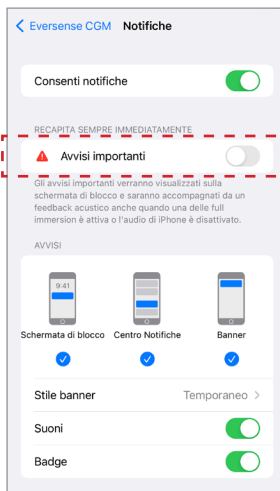 Eversense CGM Notifiche
Consenti notifiche
RECAPITA SEMPRE IMMEDIATAMENTE
Avvisi importanti
Gli avvisi importanti verranno visualizzati sulla
schermata di blocco e saranno accompagnati da un
feedback acustico anche quando una delle full
immersion è attiva o l'audio di iPhone è disattivato.
AVVISI
9:41
Schermata di blocco Centro Notifiche Banner
Stile banner Temporaneo
Suoni
Badge